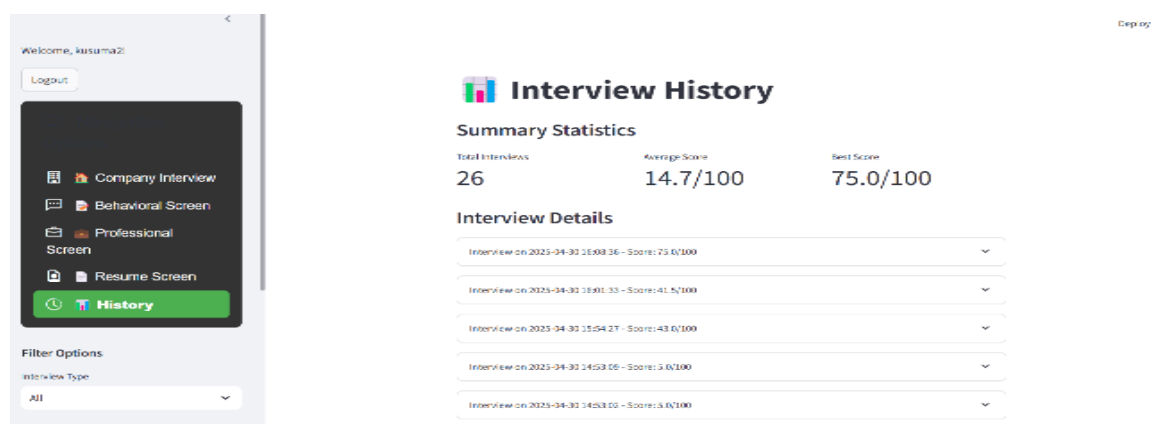 Deploy
Welcome, kusuma2!
Logout
Company Interview
Behavioral Screen
Professional
Screen
Resume Screen
History
Filter Options
Interview Type
All
Interview History
Summary Statistics
Total Interviews
26
Average Score
14.7/100
Best Score
75.0/100
Interview Details
Interview on 2025-04-30 16:03:36 - Score: 75.0/100
Interview on 2025-04-30 16:01:33 - Score: 41.5/100
Interview on 2025-04-30 15:54:27 - Score: 43.0/100
Interview on 2025-04-30 14:53:09 - Score: 5.0/100
Interview on 2025-04-30 14:53:02 - Score: 5.0/100